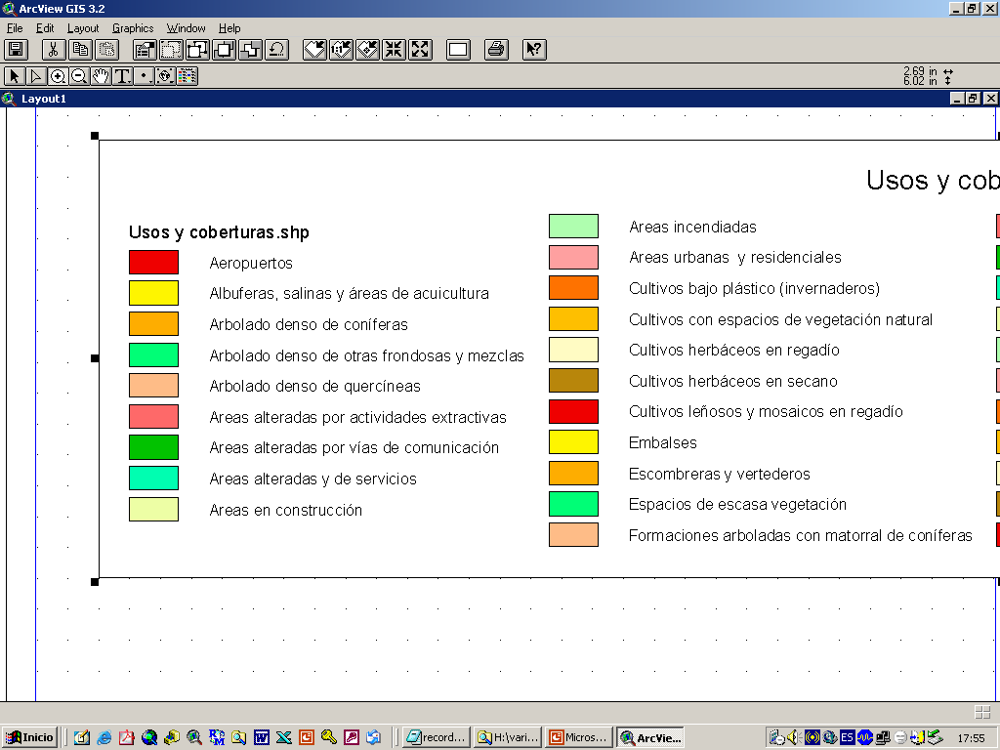 ArcView GIS 3.2
File Edit Layout Graphics Window Help
2.69 in
6.02 in
Layout1
Usos y cob
Usos y coberturas.shp
Aeropuertos
Albuferas, salinas y áreas de acuicultura
Arbolado denso de coníferas
Arbolado denso de otras frondosas y mezclas
Arbolado denso de quercíneas
Areas alteradas por actividades extractivas
Areas alteradas por vías de comunicación
Areas alteradas y de servicios
Areas en construcción
Areas incendiadas
Areas urbanas y residenciales
Cultivos bajo plástico (invernaderos)
Cultivos con espacios de vegetación natural
Cultivos herbáceos en regadío
Cultivos herbáceos en secano
Cultivos leñosos y mosaicos en regadío
Embalses
Escombreras y vertederos
Espacios de escasa vegetación
Formaciones arboladas con matorral de coníferas
Inicio
record...
H:\vari...
Micros...
ArcVie...
ES
17:55